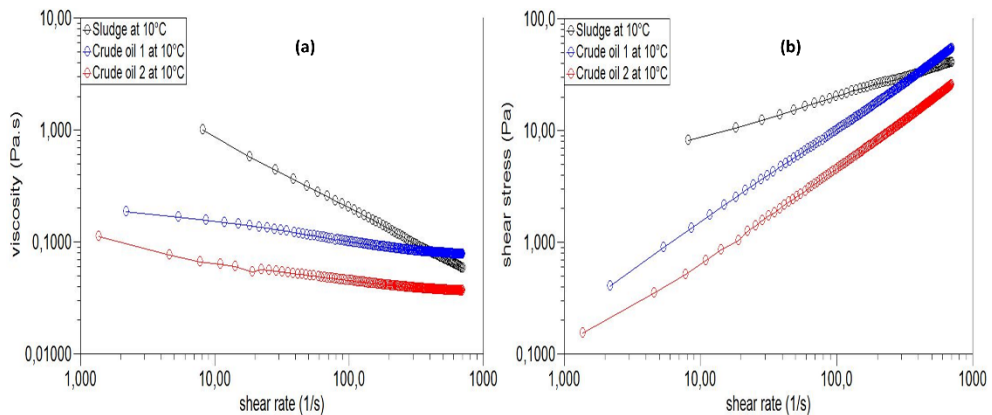 (a)
Sludge at 10°C
Crude oil 1 at 10°C
Crude oil 2 at 10°C
viscosity (Pa.s)
10,00
1,000
0,1000
0,01000
1,000 10,00 100,0 1000
shear rate (1/s)
(b)
Sludge at 10°C
Crude oil 1 at 10°C
Crude oil 2 at 10°C
shear stress (Pa)
100,0
10,00
1,000
0,1000
1,000 10,00 100,0 1000
shear rate (1/s)